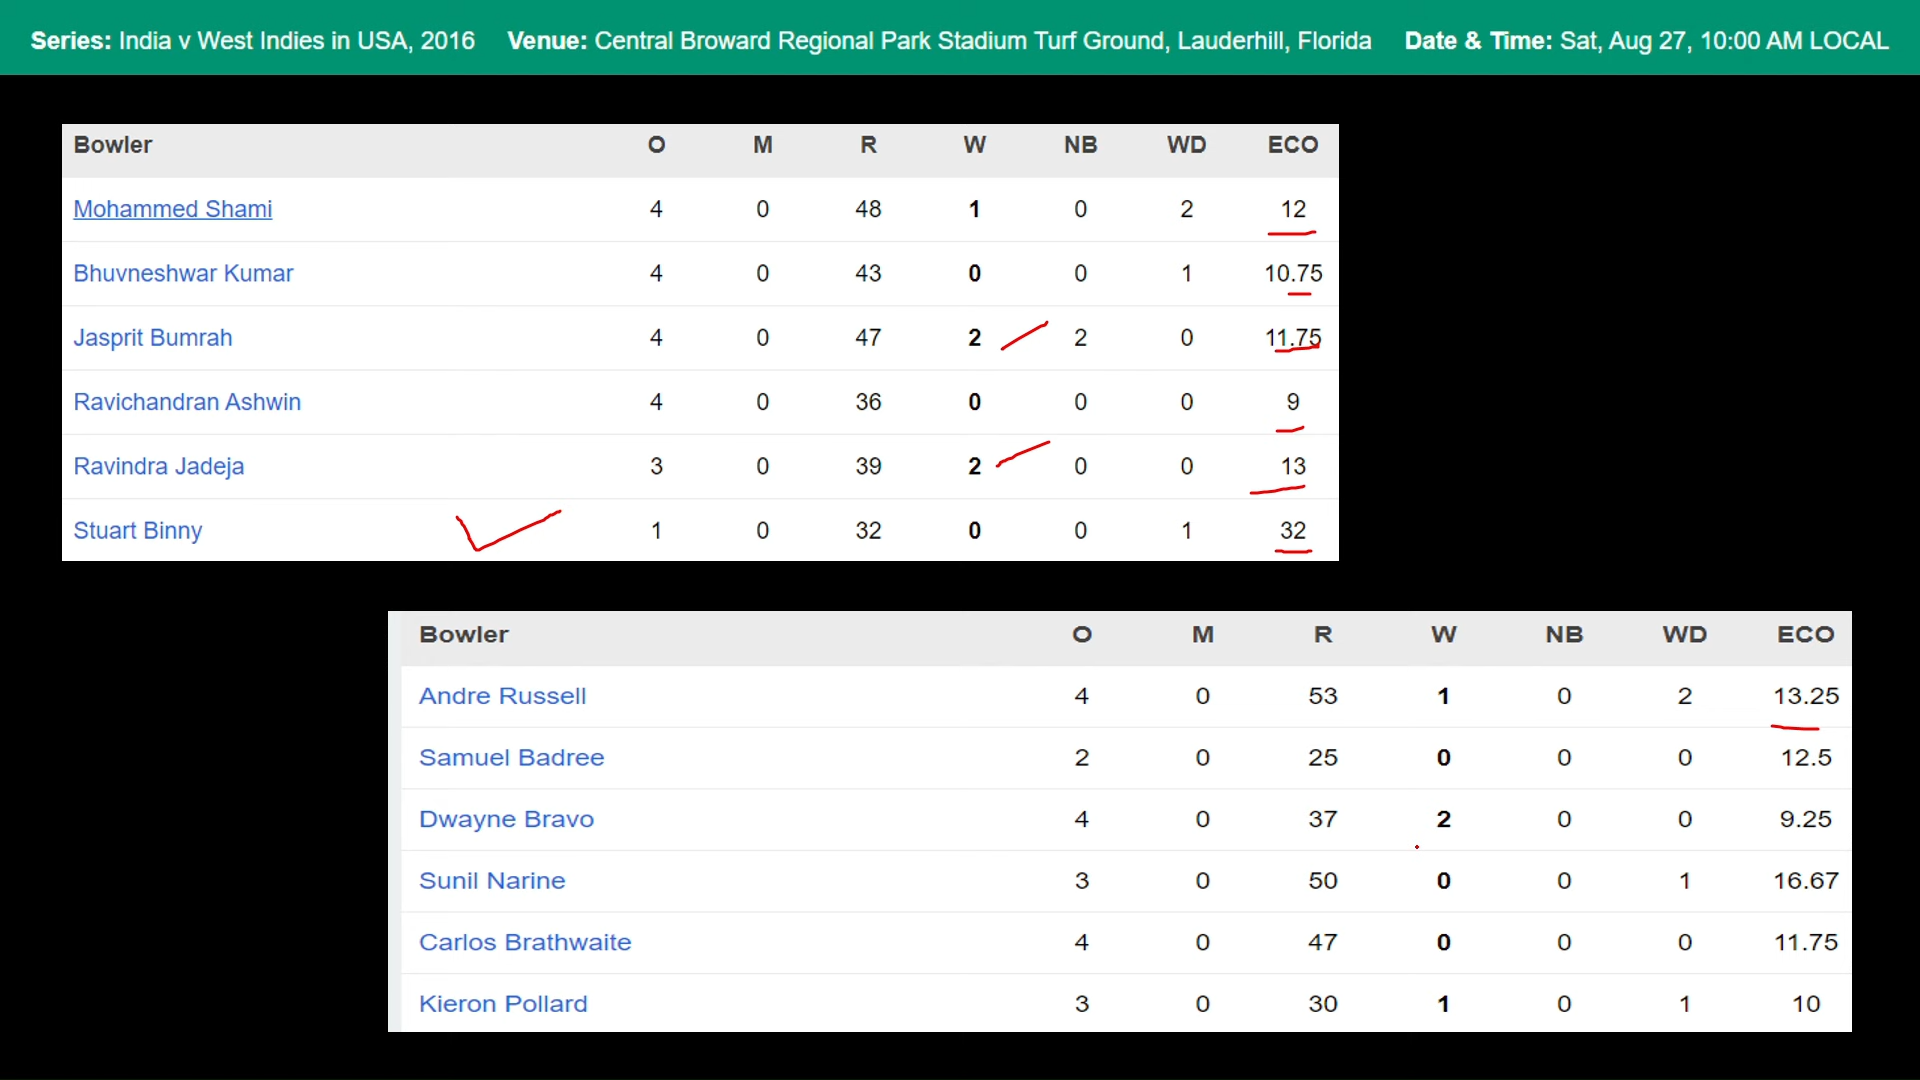 Series: India v West Indies in USA, 2016 Venue: Central Broward Regional Park Stadium Turf Ground, Lauderhill, Florida Date & Time: Sat, Aug 27, 10:00 AM LOCAL
Bowler O M R W NB WD ECO
Mohammed Shami 4 0 48 1 0 2 12
Bhuvneshwar Kumar 4 0 43 0 0 1 10.75
Jasprit Bumrah 4 0 47 2 2 0 11.75
Ravichandran Ashwin 4 0 36 0 0 0 9
Ravindra Jadeja 3 0 39 2 0 0 13
Stuart Binny 1 0 32 0 0 1 32
Bowler O M R W NB WD ECO
Andre Russell 4 0 53 1 0 2 13.25
Samuel Badree 2 0 25 0 0 0 12.5
Dwayne Bravo 4 0 37 2 0 0 9.25
Sunil Narine 3 0 50 0 0 1 16.67
Carlos Brathwaite 4 0 47 0 0 0 11.75
Kieron Pollard 3 0 30 1 0 1 10